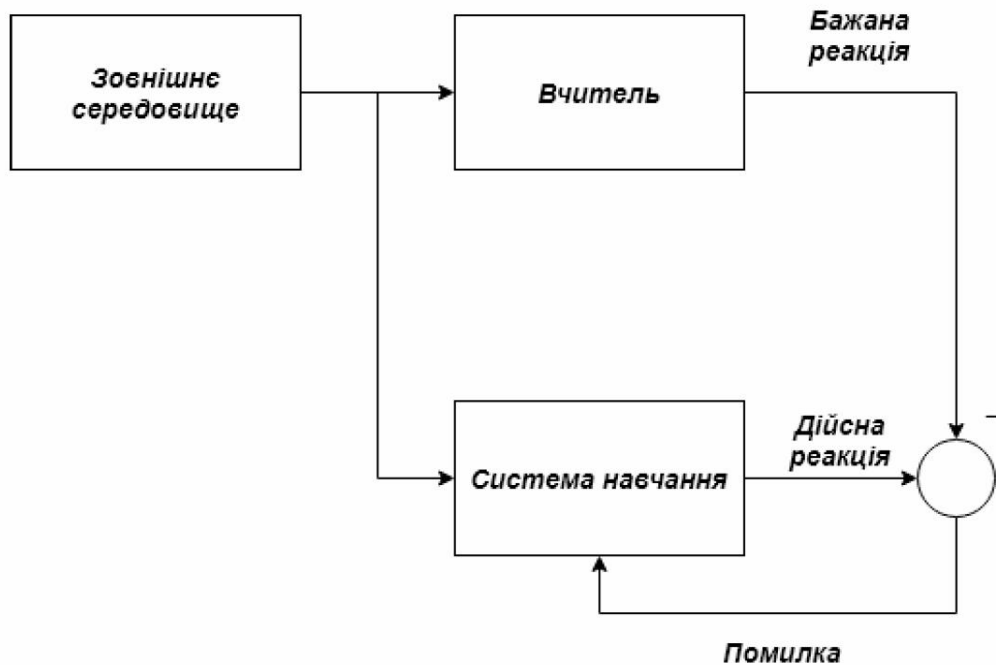 Зовнішнє
середовище
Вчитель
Бажана
реакція
Система навчання
Дійсна
реакція
Помилка